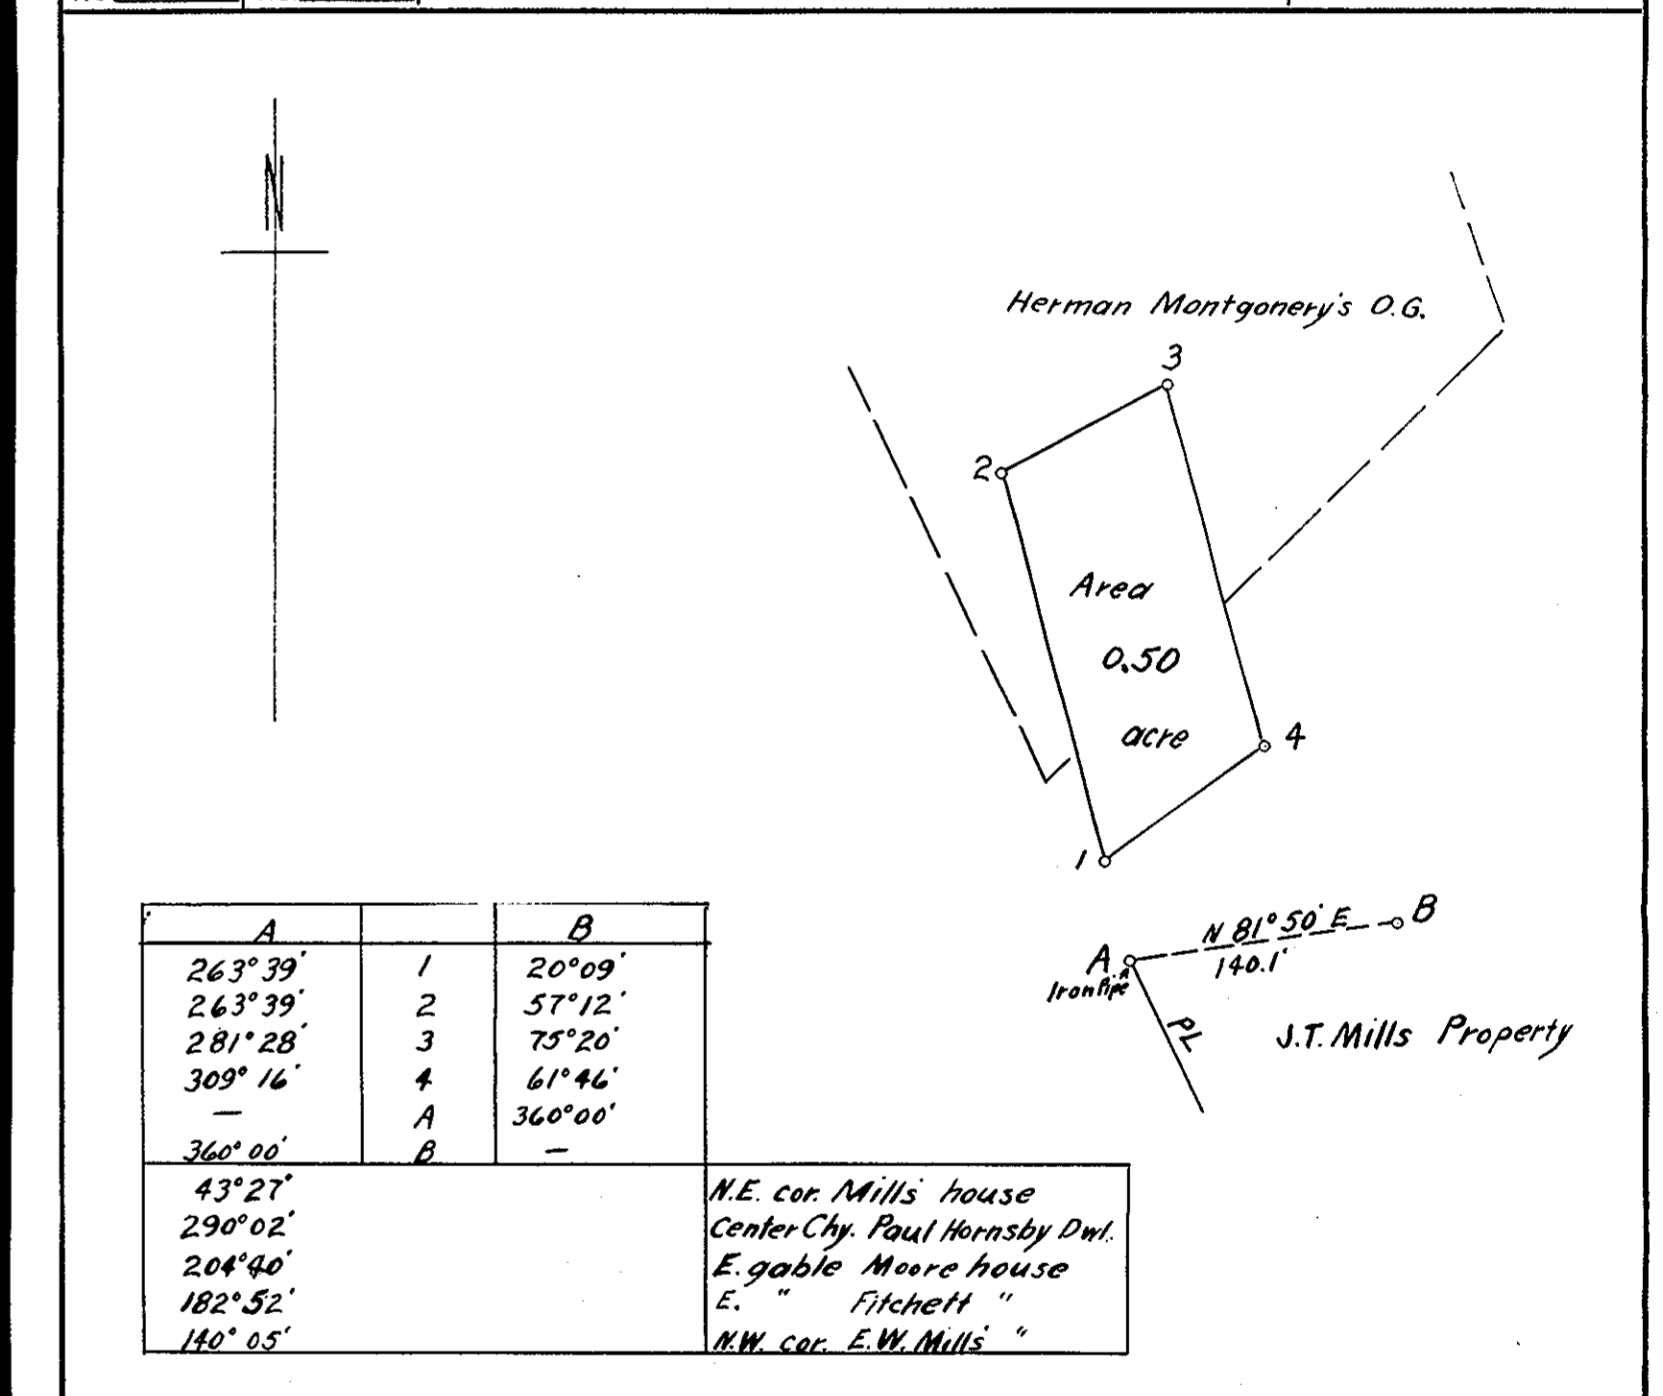 N
Herman Montgonery's O.G.
3
2
Area
0.50
acre
4
1
N 81°50' E
B
A
140.1'
Iron Pipe
PL
J.T. Mills Property
A B
263°39' 1 20°09'
263°39' 2 57°12'
281°28' 3 75°20'
309°16' 4 61°46'
— A 360°00'
360°00' B —
43°27' N.E. cor. Mills' house
290°02' Center Chy. Paul Hornsby Dwl.
204°40' E. gable Moore house
182°52' E. " Fitchett "
140°05' N.W. cor. E.W. Mills' "